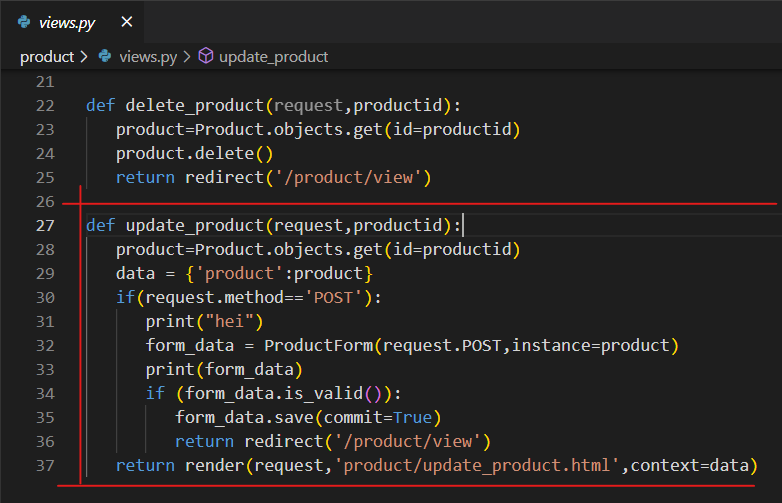 views.py ×
product > views.py > update_product
21
22 def delete_product(request,productid):
23     product=Product.objects.get(id=productid)
24     product.delete()
25     return redirect('/product/view')
26
27 def update_product(request,productid):
28     product=Product.objects.get(id=productid)
29     data = {'product':product}
30     if(request.method=='POST'):
31         print("hei")
32         form_data = ProductForm(request.POST,instance=product)
33         print(form_data)
34         if (form_data.is_valid()):
35             form_data.save(commit=True)
36             return redirect('/product/view')
37     return render(request,'product/update_product.html',context=data)